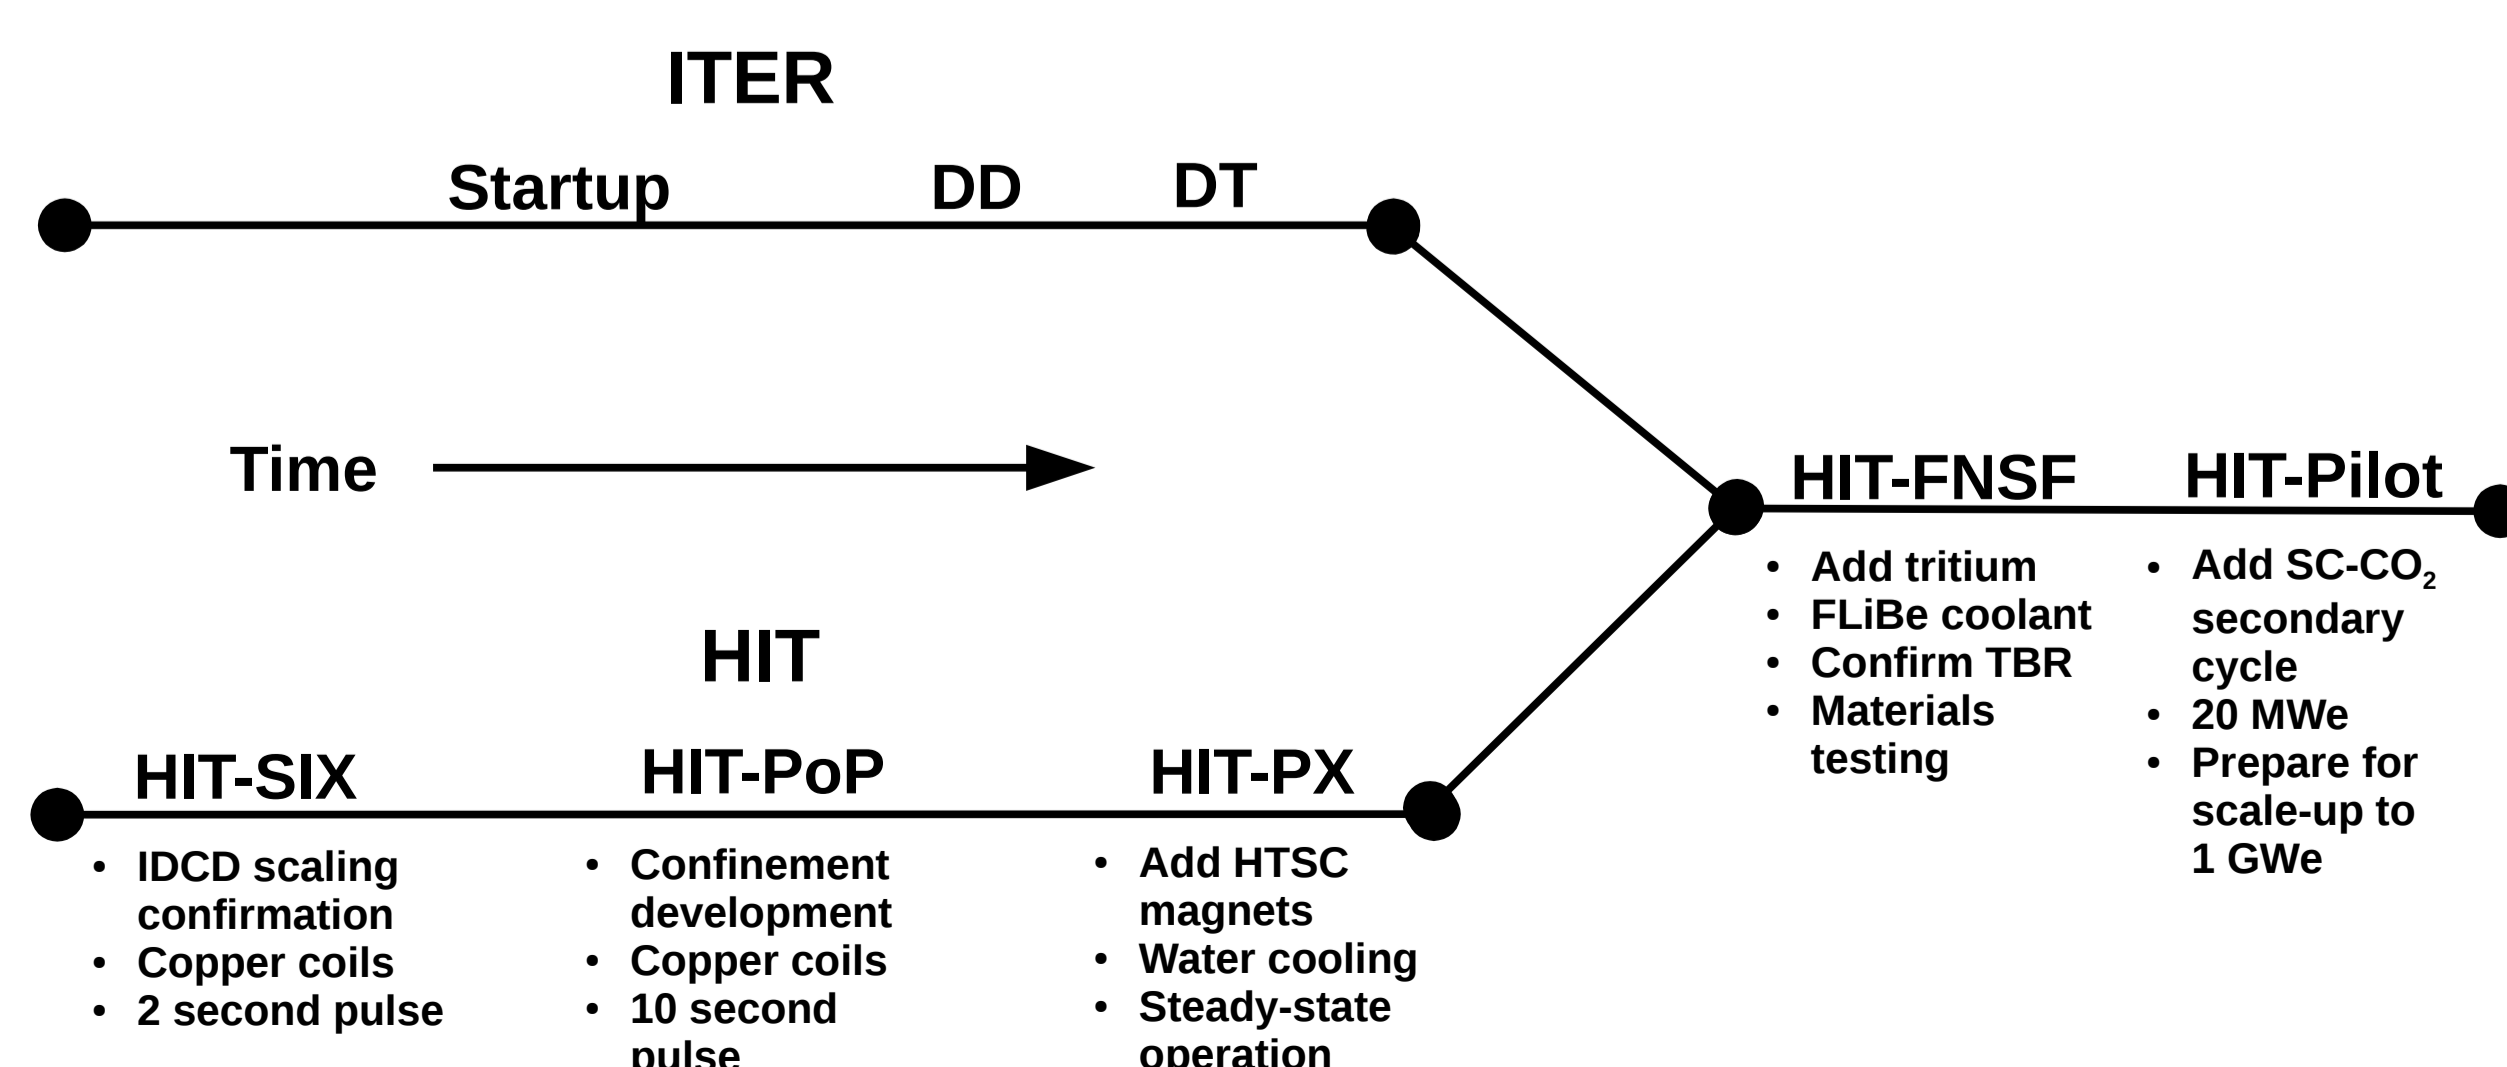 ITER
Startup
DD
DT
Time
HIT-FNSF
• Add tritium
• FLiBe coolant
• Confirm TBR
• Materials
testing
HIT-Pilot
• Add SC-CO₂
secondary
cycle
• 20 MWe
• Prepare for
scale-up to
1 GWe
HIT
HIT-SIX
• IDCD scaling
confirmation
• Copper coils
• 2 second pulse
HIT-PoP
• Confinement
development
• Copper coils
• 10 second
pulse
HIT-PX
• Add HTSC
magnets
• Water cooling
• Steady-state
operation